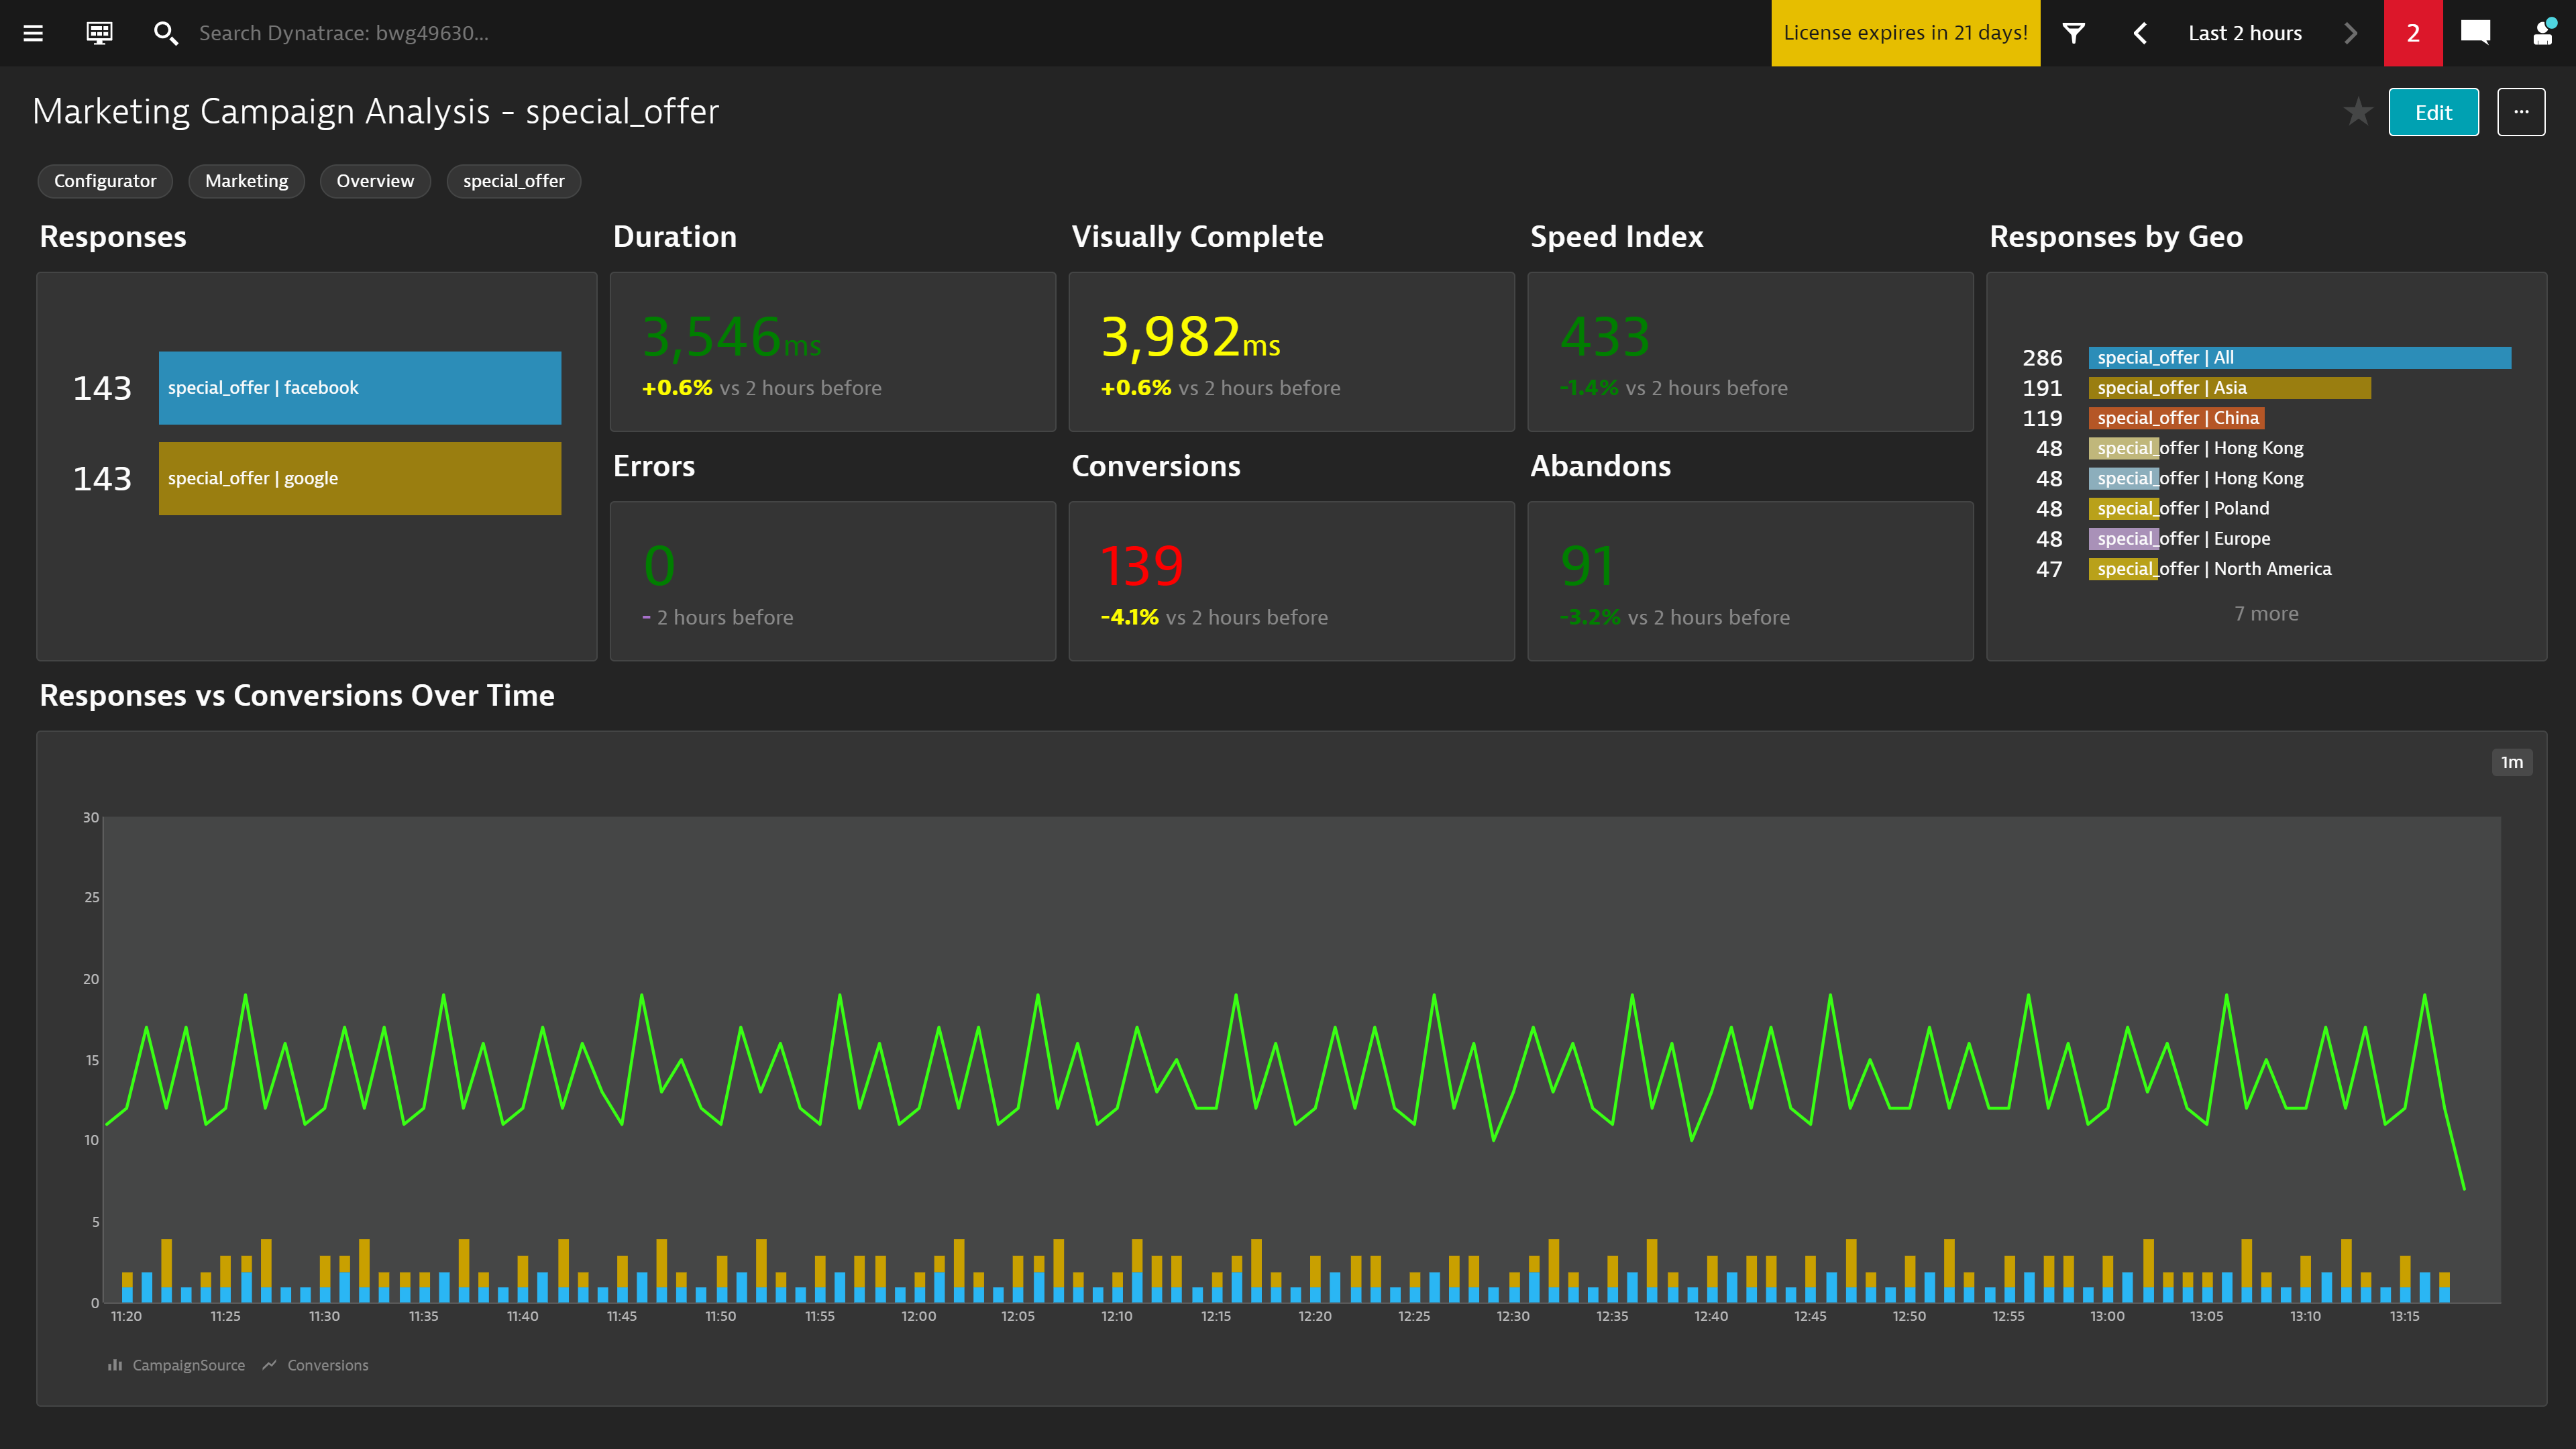 Search Dynatrace: bwg49630...
License expires in 21 days!
Last 2 hours
2
Marketing Campaign Analysis - special_offer
Edit
...
Configurator
Marketing
Overview
special_offer
Responses
143
special_offer | facebook
143
special_offer | google
Duration
3,546ms
+0.6% vs 2 hours before
Visually Complete
3,982ms
+0.6% vs 2 hours before
Speed Index
433
-1.4% vs 2 hours before
Errors
0
- 2 hours before
Conversions
139
-4.1% vs 2 hours before
Abandons
91
-3.2% vs 2 hours before
Responses by Geo
286 special_offer | All
191 special_offer | Asia
119 special_offer | China
48 special_offer | Hong Kong
48 special_offer | Hong Kong
48 special_offer | Poland
48 special_offer | Europe
47 special_offer | North America
7 more
Responses vs Conversions Over Time
1m
30
25
20
15
10
5
0
11:20 11:25 11:30 11:35 11:40 11:45 11:50 11:55 12:00 12:05 12:10 12:15 12:20 12:25 12:30 12:35 12:40 12:45 12:50 12:55 13:00 13:05 13:10 13:15
CampaignSource Conversions